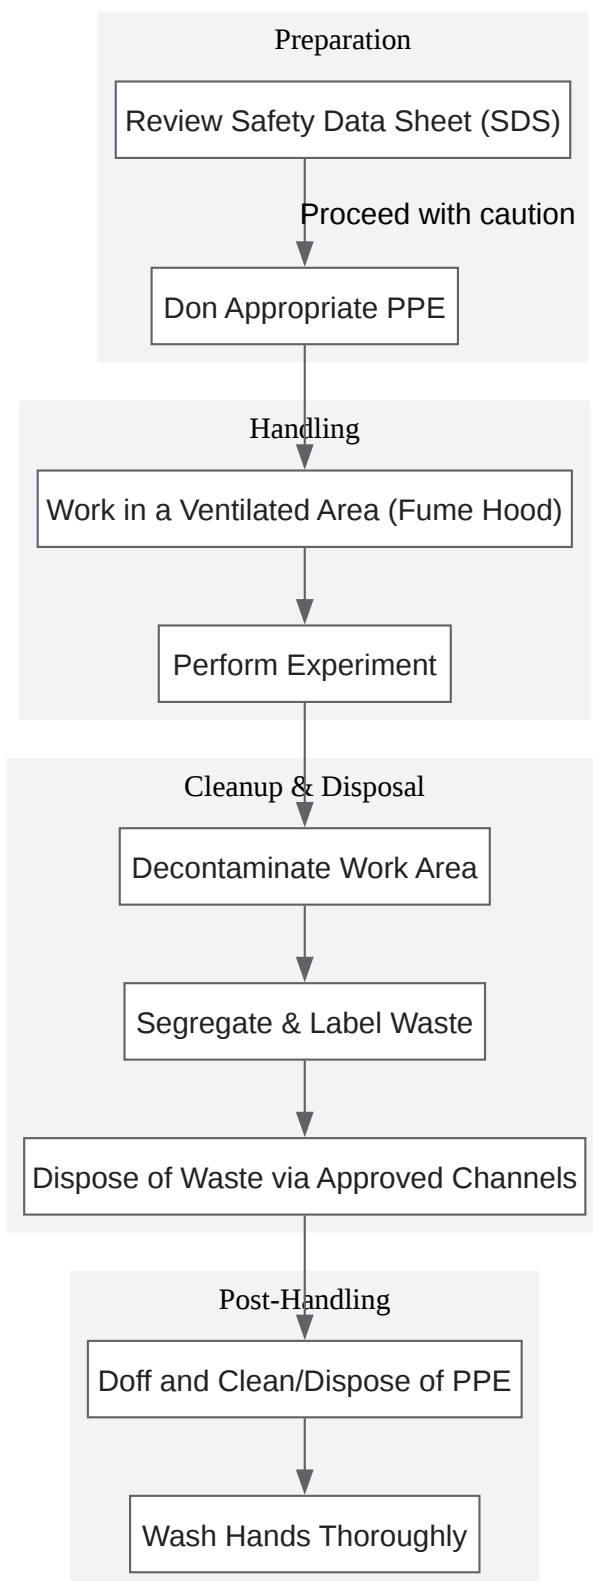 Preparation
Review Safety Data Sheet (SDS)
Proceed with caution
Don Appropriate PPE
Handling
Work in a Ventilated Area (Fume Hood)
Perform Experiment
Cleanup & Disposal
Decontaminate Work Area
Segregate & Label Waste
Dispose of Waste via Approved Channels
Post-Handling
Doff and Clean/Dispose of PPE
Wash Hands Thoroughly